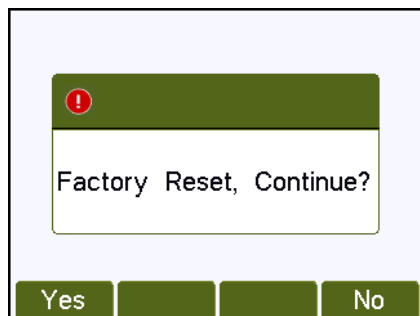 Factory Reset, Continue?
Yes
No